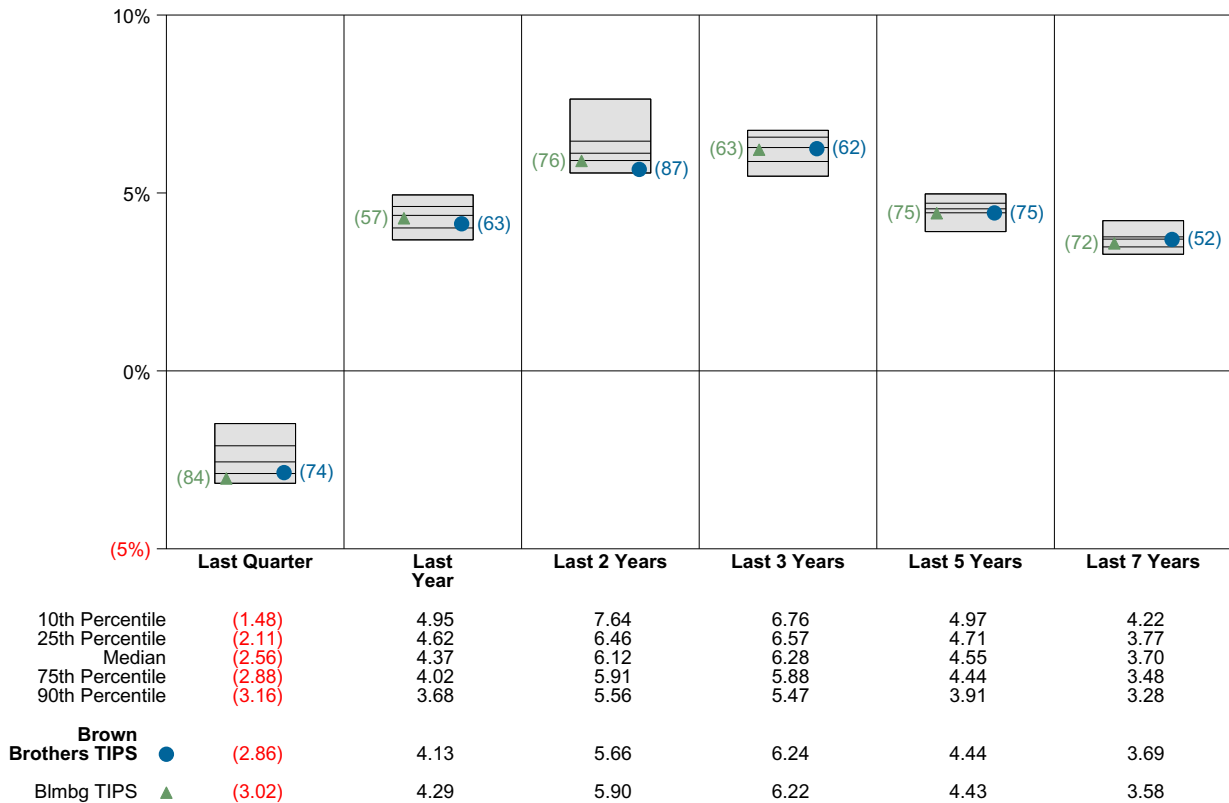 10%
(76)
(87)
(63)
(62)
5%
(57)
(63)
(75)
(75)
(72)
(52)
0%
(84)
(74)
(5%)
Last Quarter Last Year Last 2 Years Last 3 Years Last 5 Years Last 7 Years
10th Percentile (1.48) 4.95 7.64 6.76 4.97 4.22
25th Percentile (2.11) 4.62 6.46 6.57 4.71 3.77
Median (2.56) 4.37 6.12 6.28 4.55 3.70
75th Percentile (2.88) 4.02 5.91 5.88 4.44 3.48
90th Percentile (3.16) 3.68 5.56 5.47 3.91 3.28
Brown
Brothers TIPS (2.86) 4.13 5.66 6.24 4.44 3.69
Blmbg TIPS (3.02) 4.29 5.90 6.22 4.43 3.58